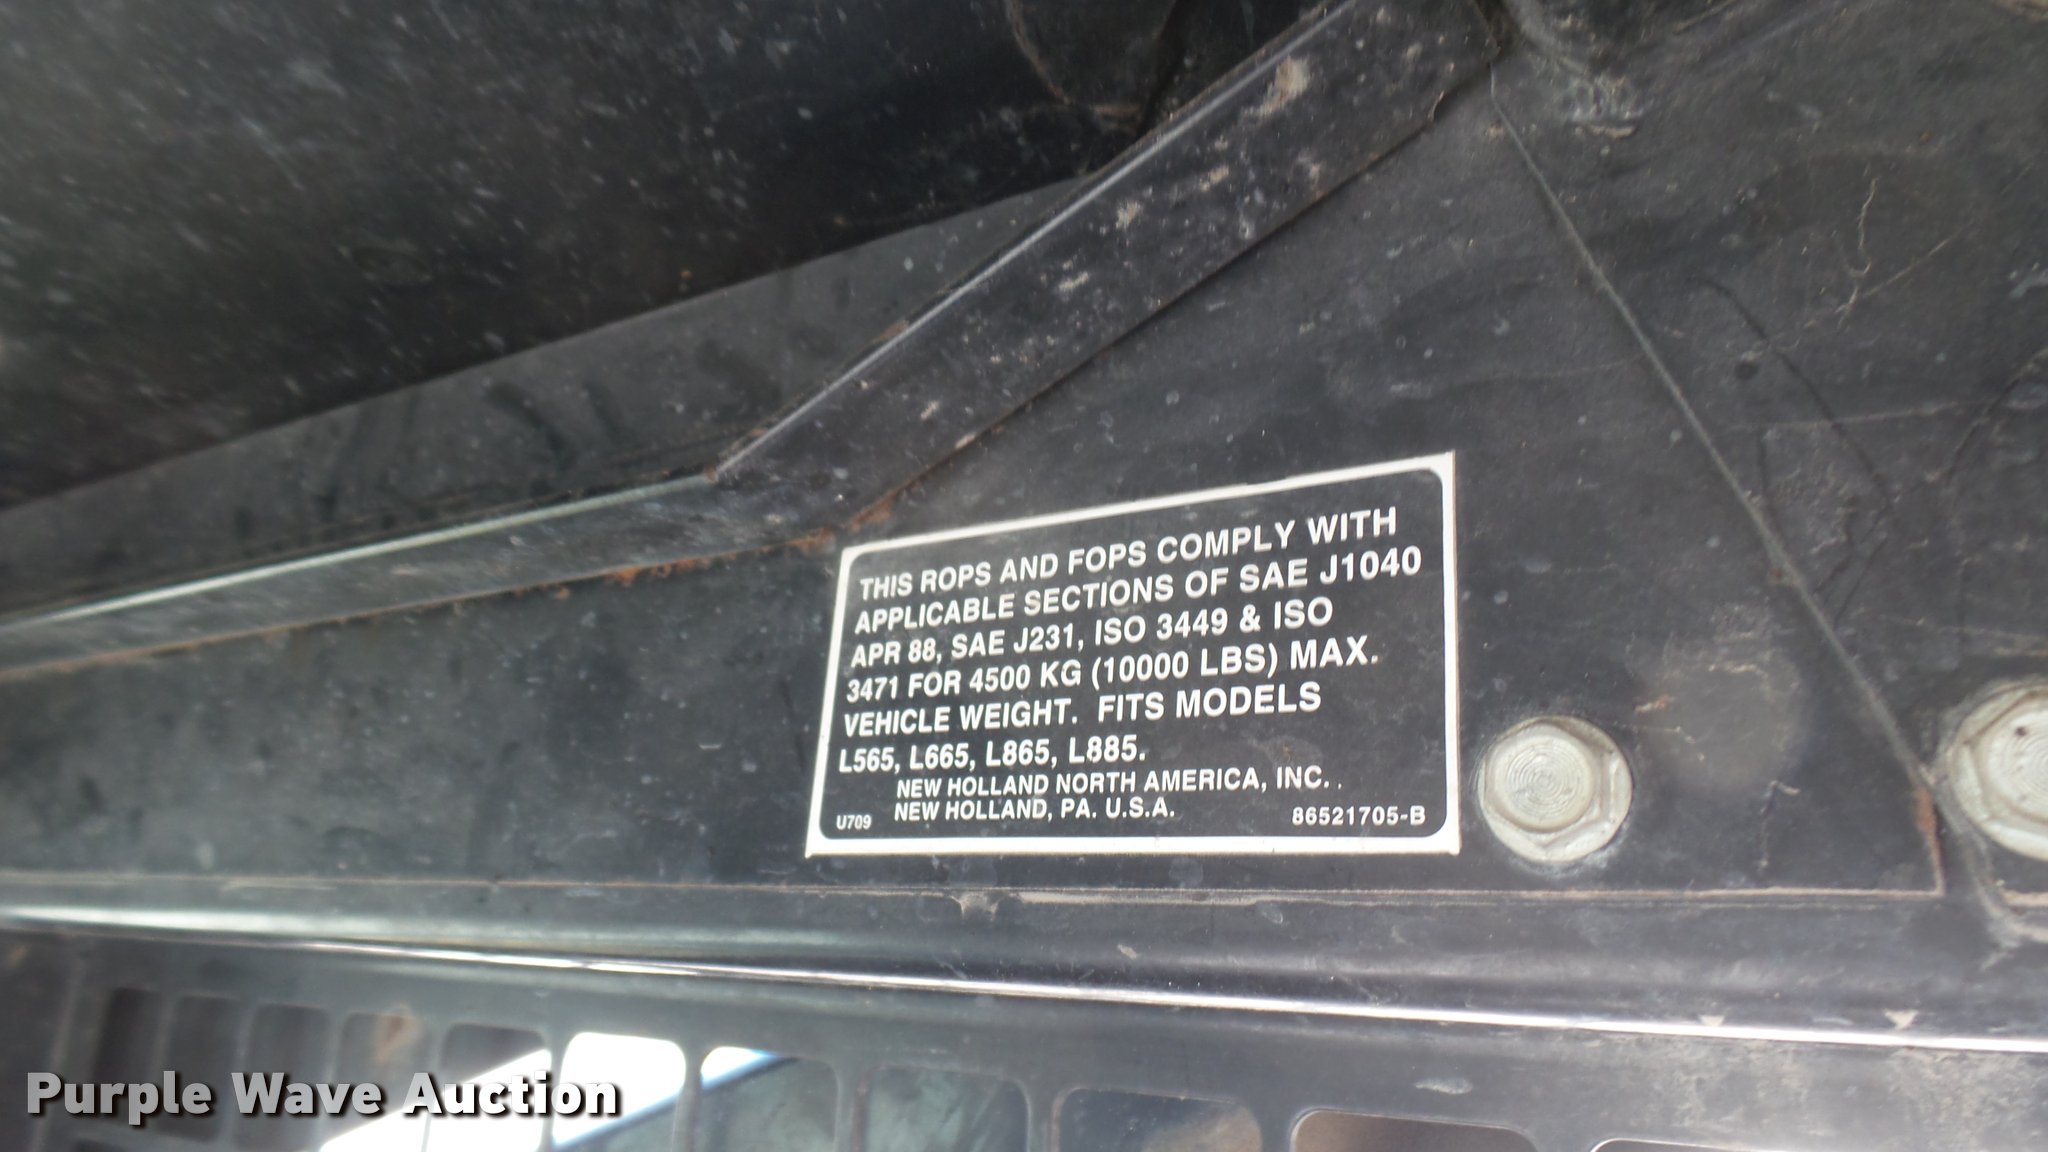 THIS ROPS AND FOPS COMPLY WITH
APPLICABLE SECTIONS OF SAE J1040
APR 88, SAE J231, ISO 3449 & ISO
3471 FOR 4500 KG (10000 LBS) MAX.
VEHICLE WEIGHT. FITS MODELS
L565, L665, L865, L885.
NEW HOLLAND NORTH AMERICA, INC.
U709 NEW HOLLAND, PA. U.S.A. 86521705-B
Purple Wave Auction